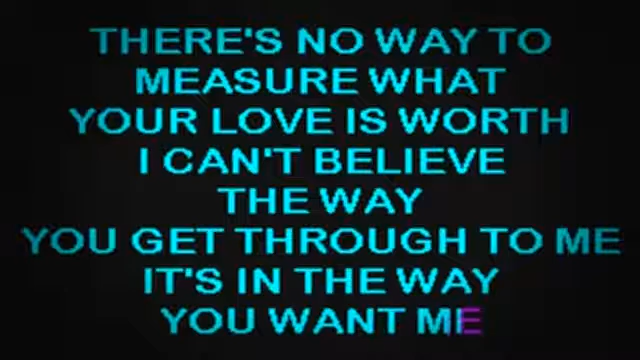 THERE'S NO WAY TO
MEASURE WHAT
YOUR LOVE IS WORTH
I CAN'T BELIEVE
THE WAY
YOU GET THROUGH TO ME
IT'S IN THE WAY
YOU WANT ME